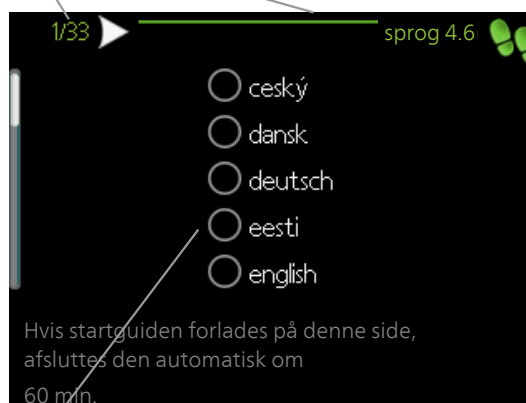 1/33 sprog 4.6
ceský
dansk
deutsch
eesti
english
Hvis startguiden forlades på denne side,
afsluttes den automatisk om
60 min.